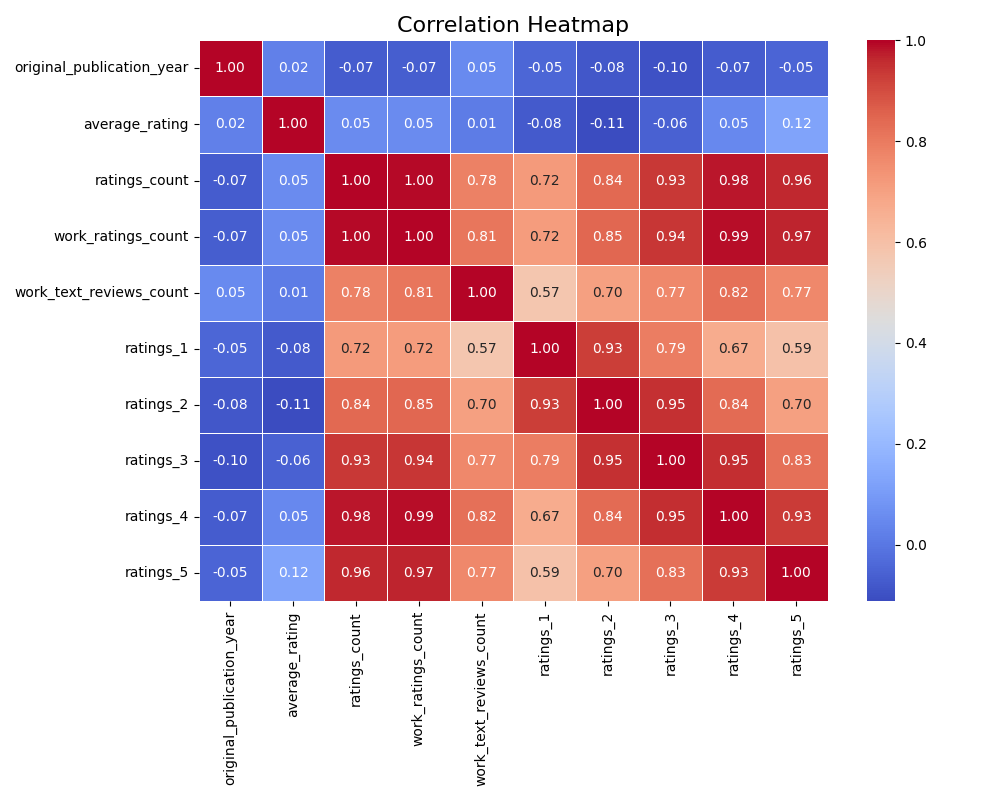 Correlation Heatmap
original_publication_year 1.00 0.02 -0.07 -0.07 0.05 -0.05 -0.08 -0.10 -0.07 -0.05
average_rating 0.02 1.00 0.05 0.05 0.01 -0.08 -0.11 -0.06 0.05 0.12
ratings_count -0.07 0.05 1.00 1.00 0.78 0.72 0.84 0.93 0.98 0.96
work_ratings_count -0.07 0.05 1.00 1.00 0.81 0.72 0.85 0.94 0.99 0.97
work_text_reviews_count 0.05 0.01 0.78 0.81 1.00 0.57 0.70 0.77 0.82 0.77
ratings_1 -0.05 -0.08 0.72 0.72 0.57 1.00 0.93 0.79 0.67 0.59
ratings_2 -0.08 -0.11 0.84 0.85 0.70 0.93 1.00 0.95 0.84 0.70
ratings_3 -0.10 -0.06 0.93 0.94 0.77 0.79 0.95 1.00 0.95 0.83
ratings_4 -0.07 0.05 0.98 0.99 0.82 0.67 0.84 0.95 1.00 0.93
ratings_5 -0.05 0.12 0.96 0.97 0.77 0.59 0.70 0.83 0.93 1.00
original_publication_year
average_rating
ratings_count
work_ratings_count
work_text_reviews_count
ratings_1
ratings_2
ratings_3
ratings_4
ratings_5
1.0
0.8
0.6
0.4
0.2
0.0